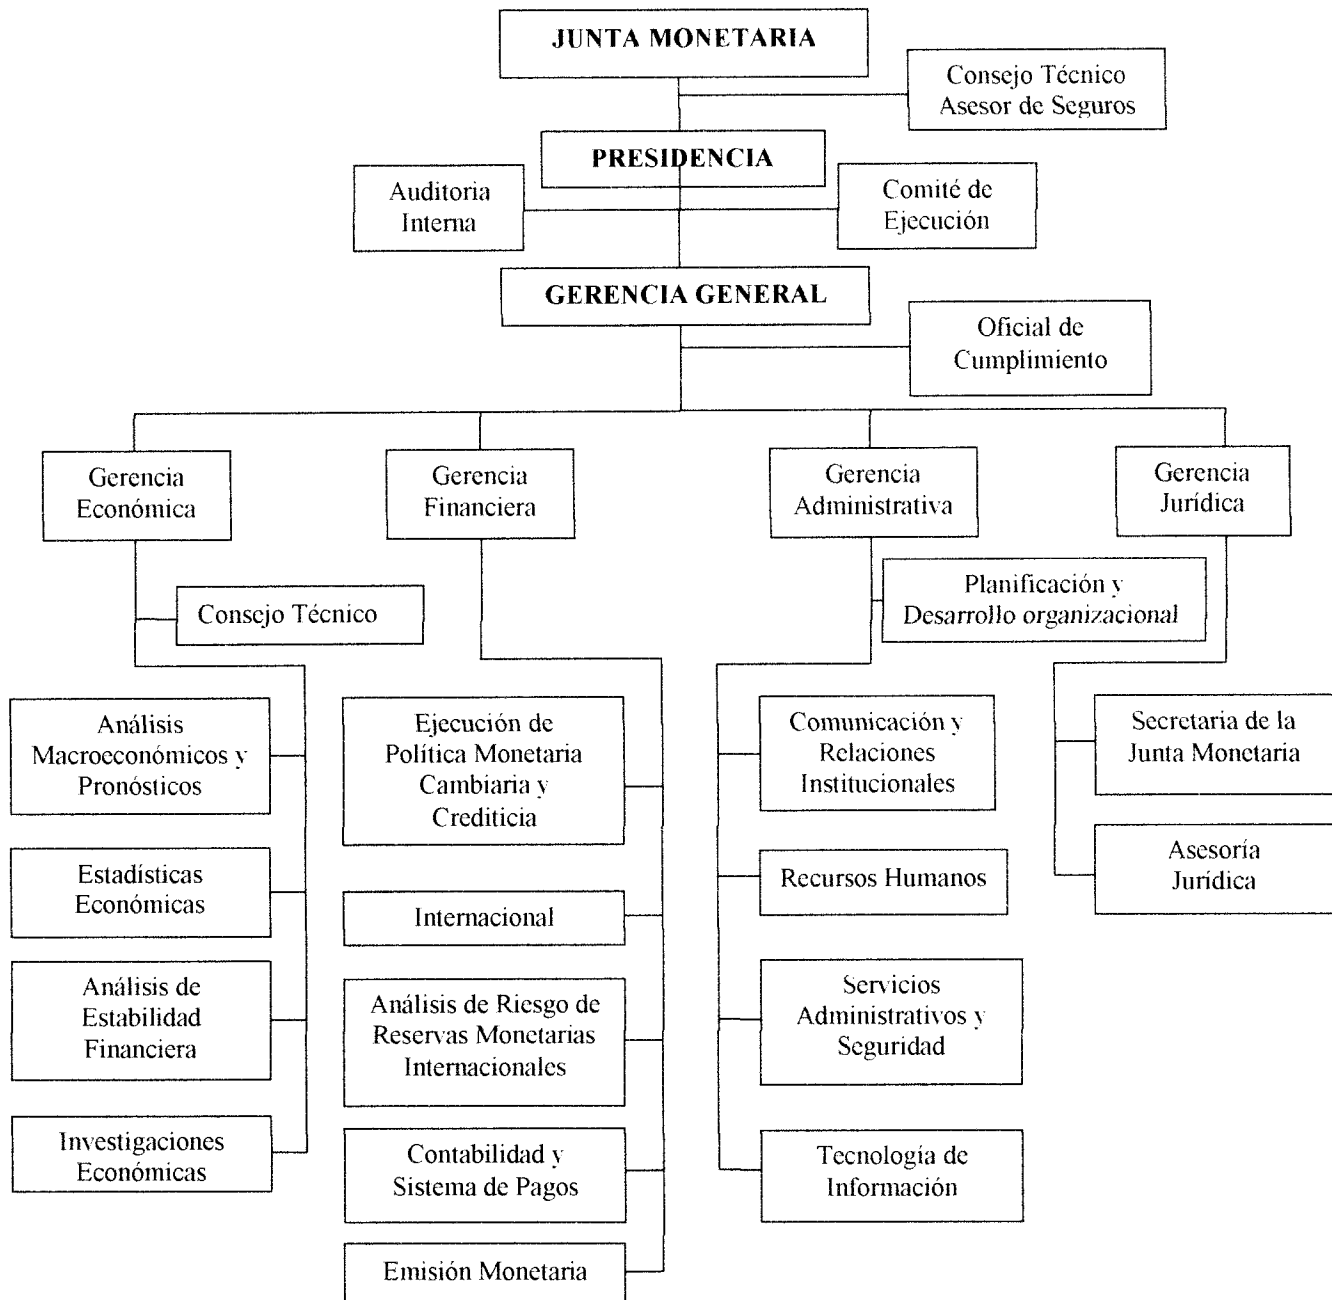 JUNTA MONETARIA
Consejo Técnico
Asesor de Seguros
PRESIDENCIA
Auditoria
Interna
Comité de
Ejecución
GERENCIA GENERAL
Oficial de
Cumplimiento
Gerencia
Económica
Gerencia
Financiera
Gerencia
Administrativa
Gerencia
Jurídica
Consejo Técnico
Planificación y
Desarrollo organizacional
Análisis
Macroeconómicos y
Pronósticos
Estadísticas
Económicas
Análisis de
Estabilidad
Financiera
Investigaciones
Económicas
Ejecución de
Política Monetaria
Cambiaria y
Crediticia
Internacional
Análisis de Riesgo de
Reservas Monetarias
Internacionales
Contabilidad y
Sistema de Pagos
Emisión Monetaria
Comunicación y
Relaciones
Institucionales
Recursos Humanos
Servicios
Administrativos y
Seguridad
Tecnología de
Información
Secretaria de la
Junta Monetaria
Asesoría
Jurídica